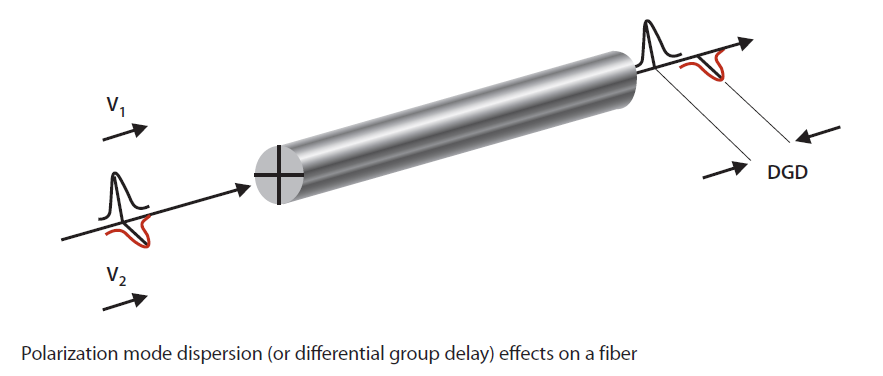 V₁
DGD
V₂
Polarization mode dispersion (or differential group delay) effects on a fiber